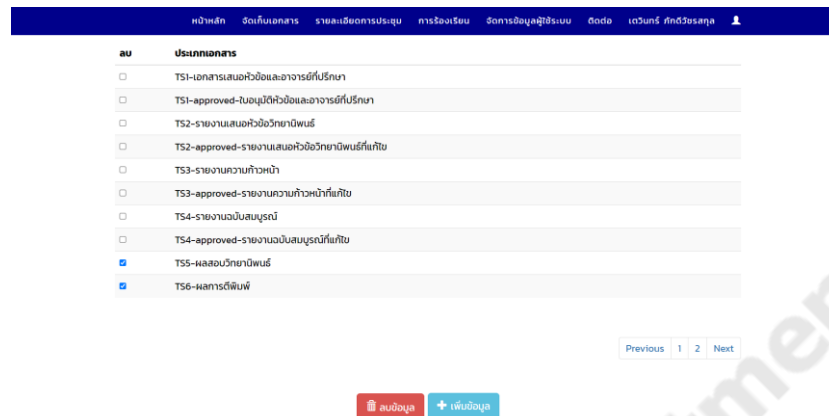 หน้าหลัก จัดเก็บเอกสาร รายละเอียดการประชุม การร้องเรียน จัดการข้อมูลผู้ใช้ระบบ ติดต่อ เตวินทร์ ภักดีวัชรสกุล
ลบ ประเภทเอกสาร
TS1-เอกสารเสนอหัวข้อและอาจารย์ที่ปรึกษา
TS1-approved-ใบอนุมัติหัวข้อและอาจารย์ที่ปรึกษา
TS2-รายงานเสนอหัวข้อวิทยานิพนธ์
TS2-approved-รายงานเสนอหัวข้อวิทยานิพนธ์ที่แก้ไข
TS3-รายงานความก้าวหน้า
TS3-approved-รายงานความก้าวหน้าที่แก้ไข
TS4-รายงานฉบับสมบูรณ์
TS4-approved-รายงานฉบับสมบูรณ์ที่แก้ไข
TS5-ผลสอบวิทยานิพนธ์
TS6-ผลการตีพิมพ์
Previous 1 2 Next
ลบข้อมูล เพิ่มข้อมูล